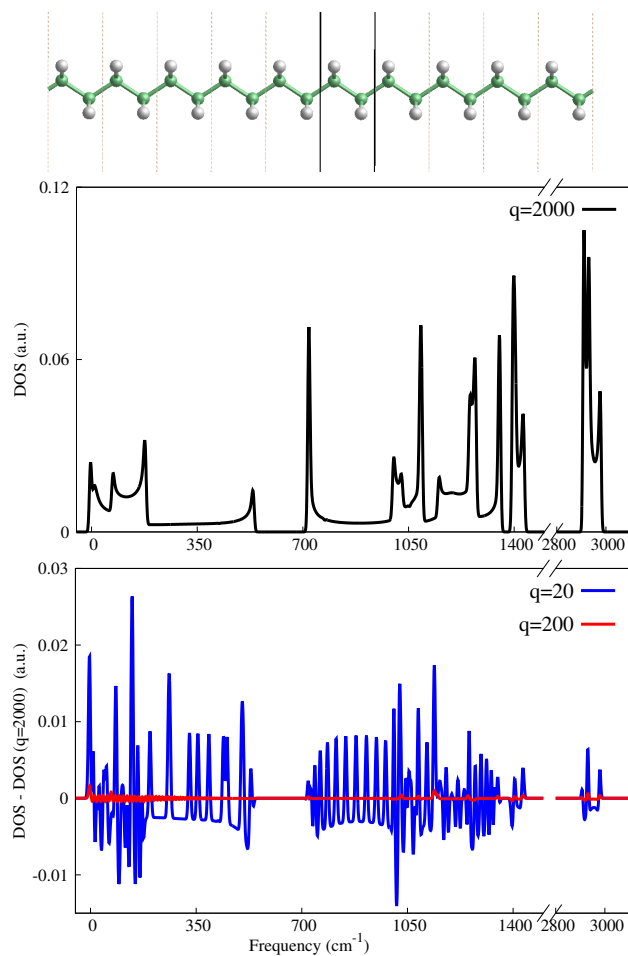 0.12
q=2000
DOS (a.u.)
0.06
0
0 350 700 1050 1400 2800 3000
0.03
q=20
q=200
0.02
DOS - DOS (q=2000) (a.u.)
0.01
0
-0.01
0 350 700 1050 1400 2800 3000
Frequency (cm⁻¹)